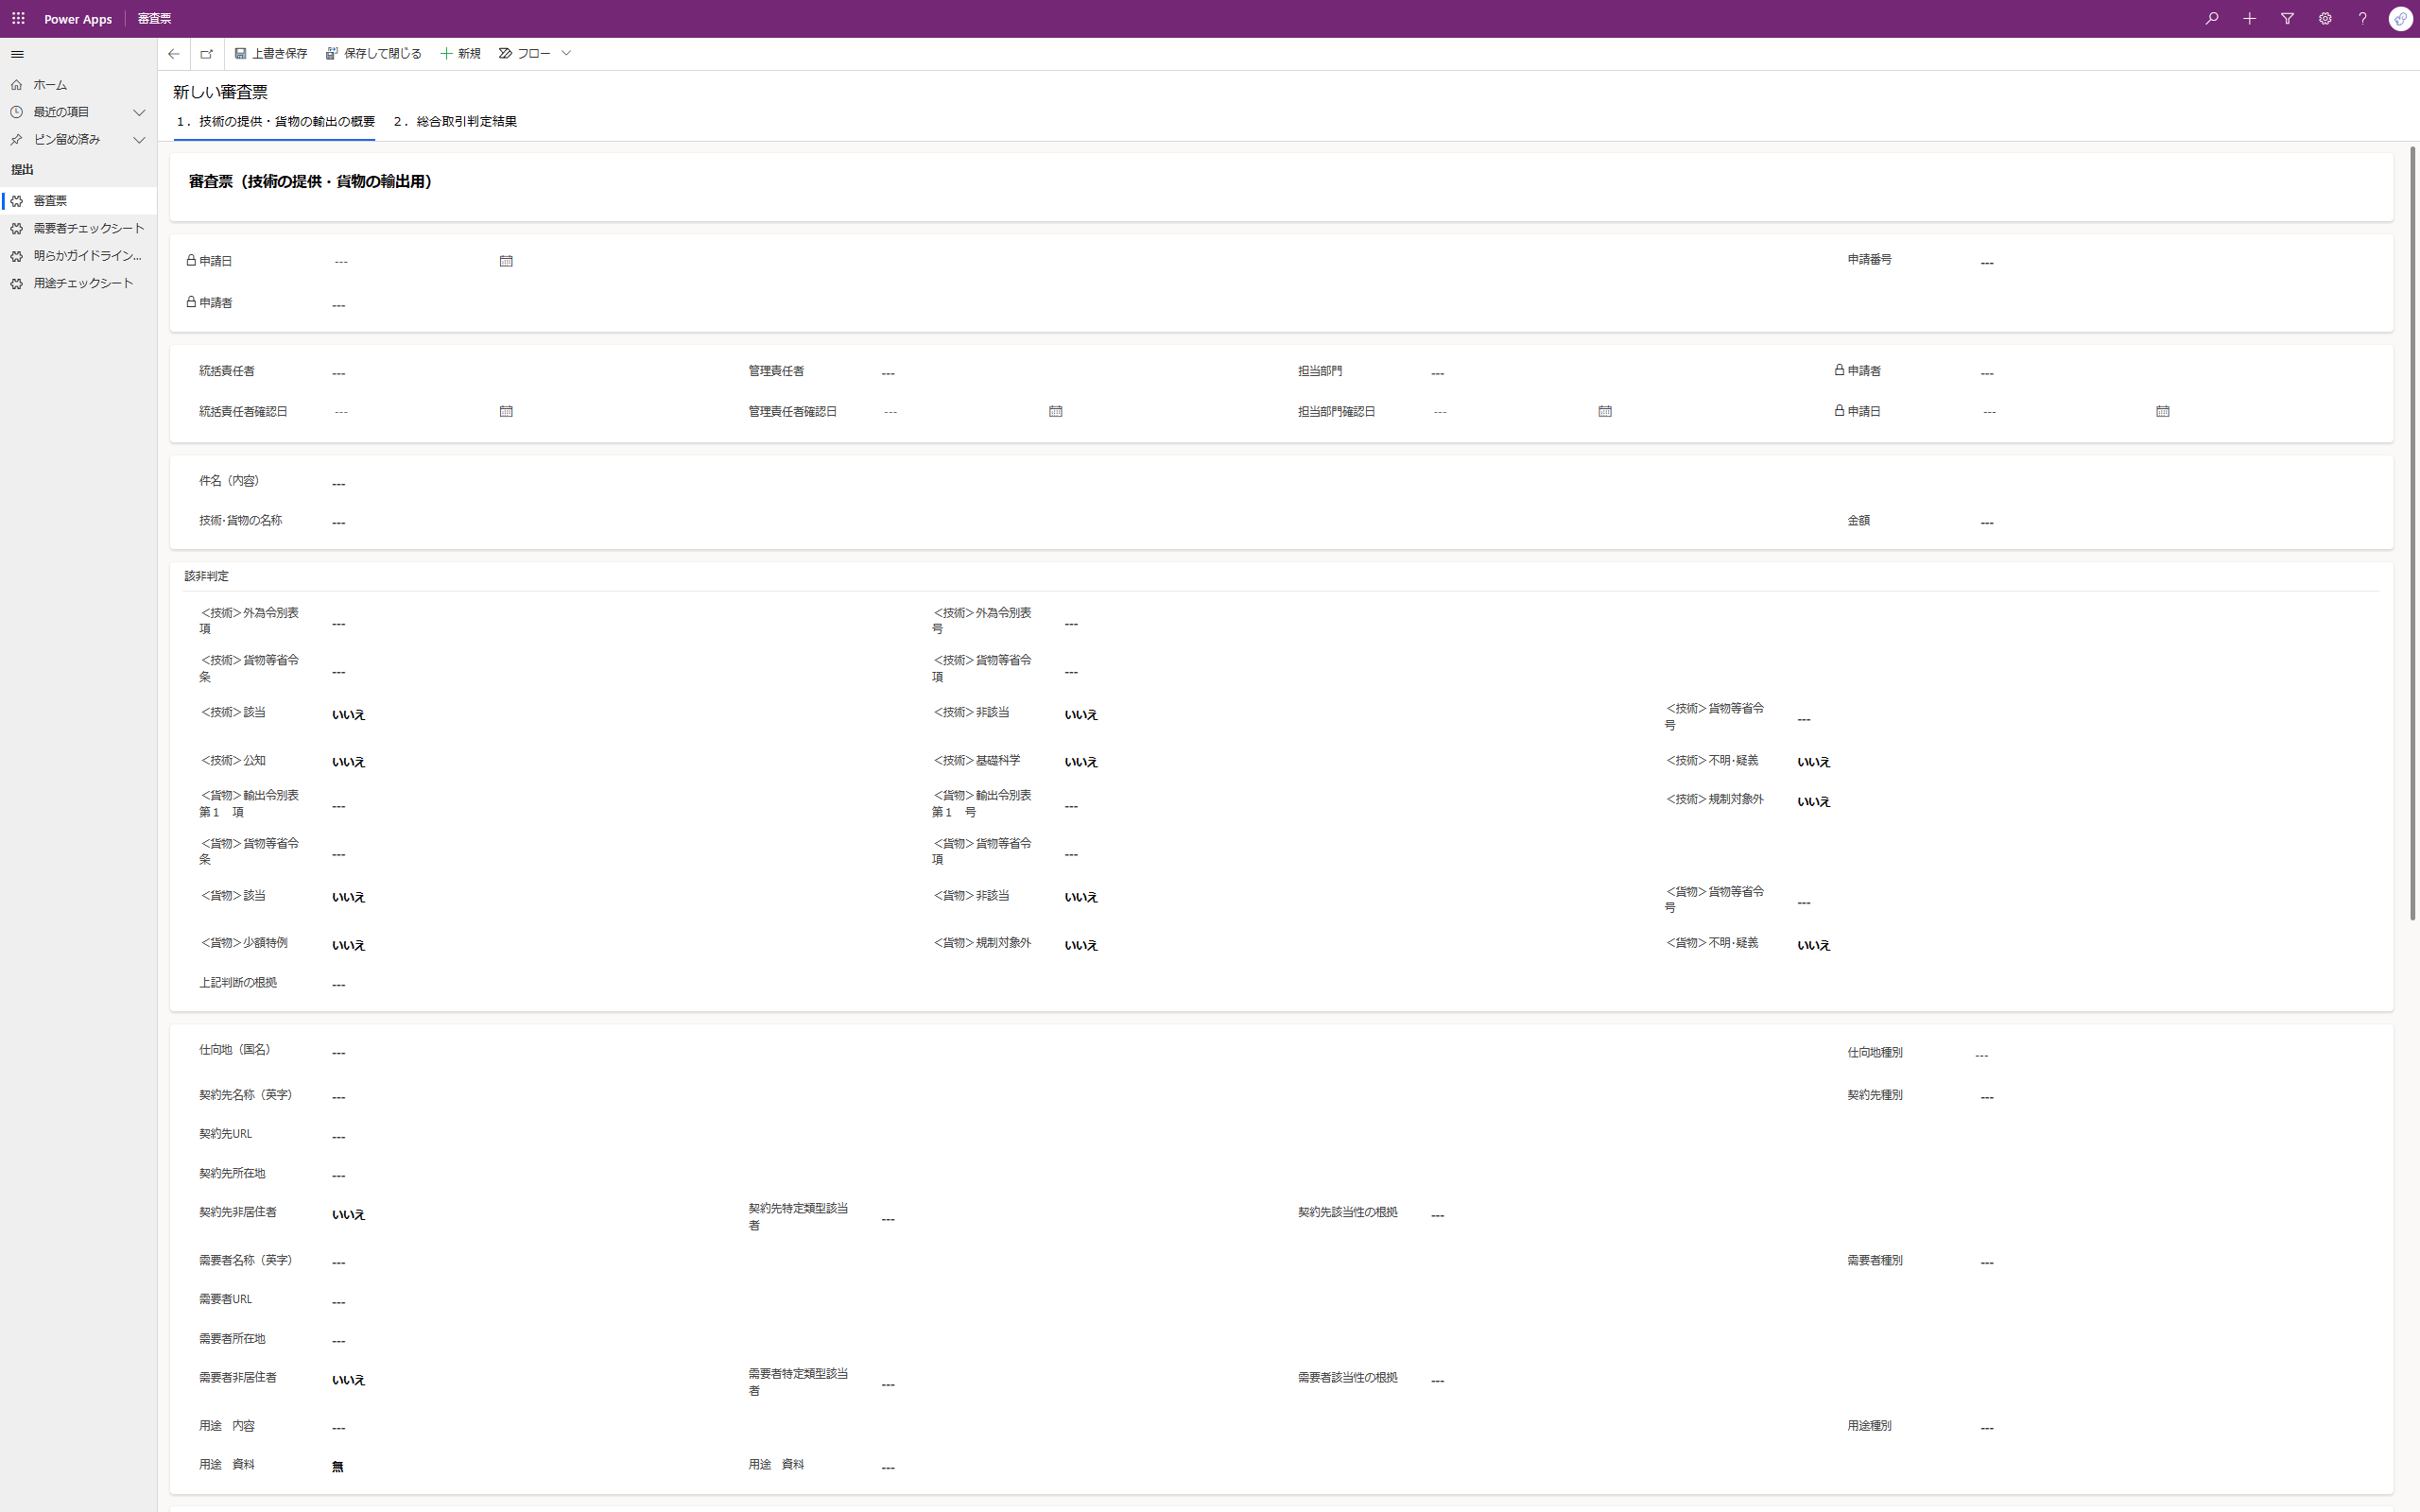 Power Apps 審査票
上書き保存 保存して閉じる 新規 フロー
ホーム
最近の項目
ピン留め済み
提出
審査票
需要者チェックシート
明らかガイドライン...
用途チェックシート
新しい審査票
1. 技術の提供・貨物の輸出の概要 2. 総合取引判定結果
審査票（技術の提供・貨物の輸出用）
申請日 --- 申請番号 ---
申請者 ---
統括責任者 --- 管理責任者 --- 担当部門 --- 申請者 ---
統括責任者確認日 --- 管理責任者確認日 --- 担当部門確認日 --- 申請日 ---
件名（内容） ---
技術･貨物の名称 --- 金額 ---
該非判定
＜技術＞外為令別表 項 --- ＜技術＞外為令別表 号 ---
＜技術＞貨物等省令 条 --- ＜技術＞貨物等省令 項 ---
＜技術＞該当 いいえ ＜技術＞非該当 いいえ ＜技術＞貨物等省令 号 ---
＜技術＞公知 いいえ ＜技術＞基礎科学 いいえ ＜技術＞不明･疑義 いいえ
＜貨物＞輸出令別表 第１ 項 --- ＜貨物＞輸出令別表 第１ 号 --- ＜技術＞規制対象外 いいえ
＜貨物＞貨物等省令 条 --- ＜貨物＞貨物等省令 項 ---
＜貨物＞該当 いいえ ＜貨物＞非該当 いいえ ＜貨物＞貨物等省令 号 ---
＜貨物＞少額特例 いいえ ＜貨物＞規制対象外 いいえ ＜貨物＞不明･疑義 いいえ
上記判断の根拠 ---
仕向地（国名） --- 仕向地種別 ---
契約先名称（英字） --- 契約先種別 ---
契約先URL ---
契約先所在地 ---
契約先非居住者 いいえ 契約先特定類型該当者 --- 契約先該当性の根拠 ---
需要者名称（英字） --- 需要者種別 ---
需要者URL ---
需要者所在地 ---
需要者非居住者 いいえ 需要者特定類型該当者 --- 需要者該当性の根拠 ---
用途　内容 --- 用途種別 ---
用途　資料 無 用途　資料 ---